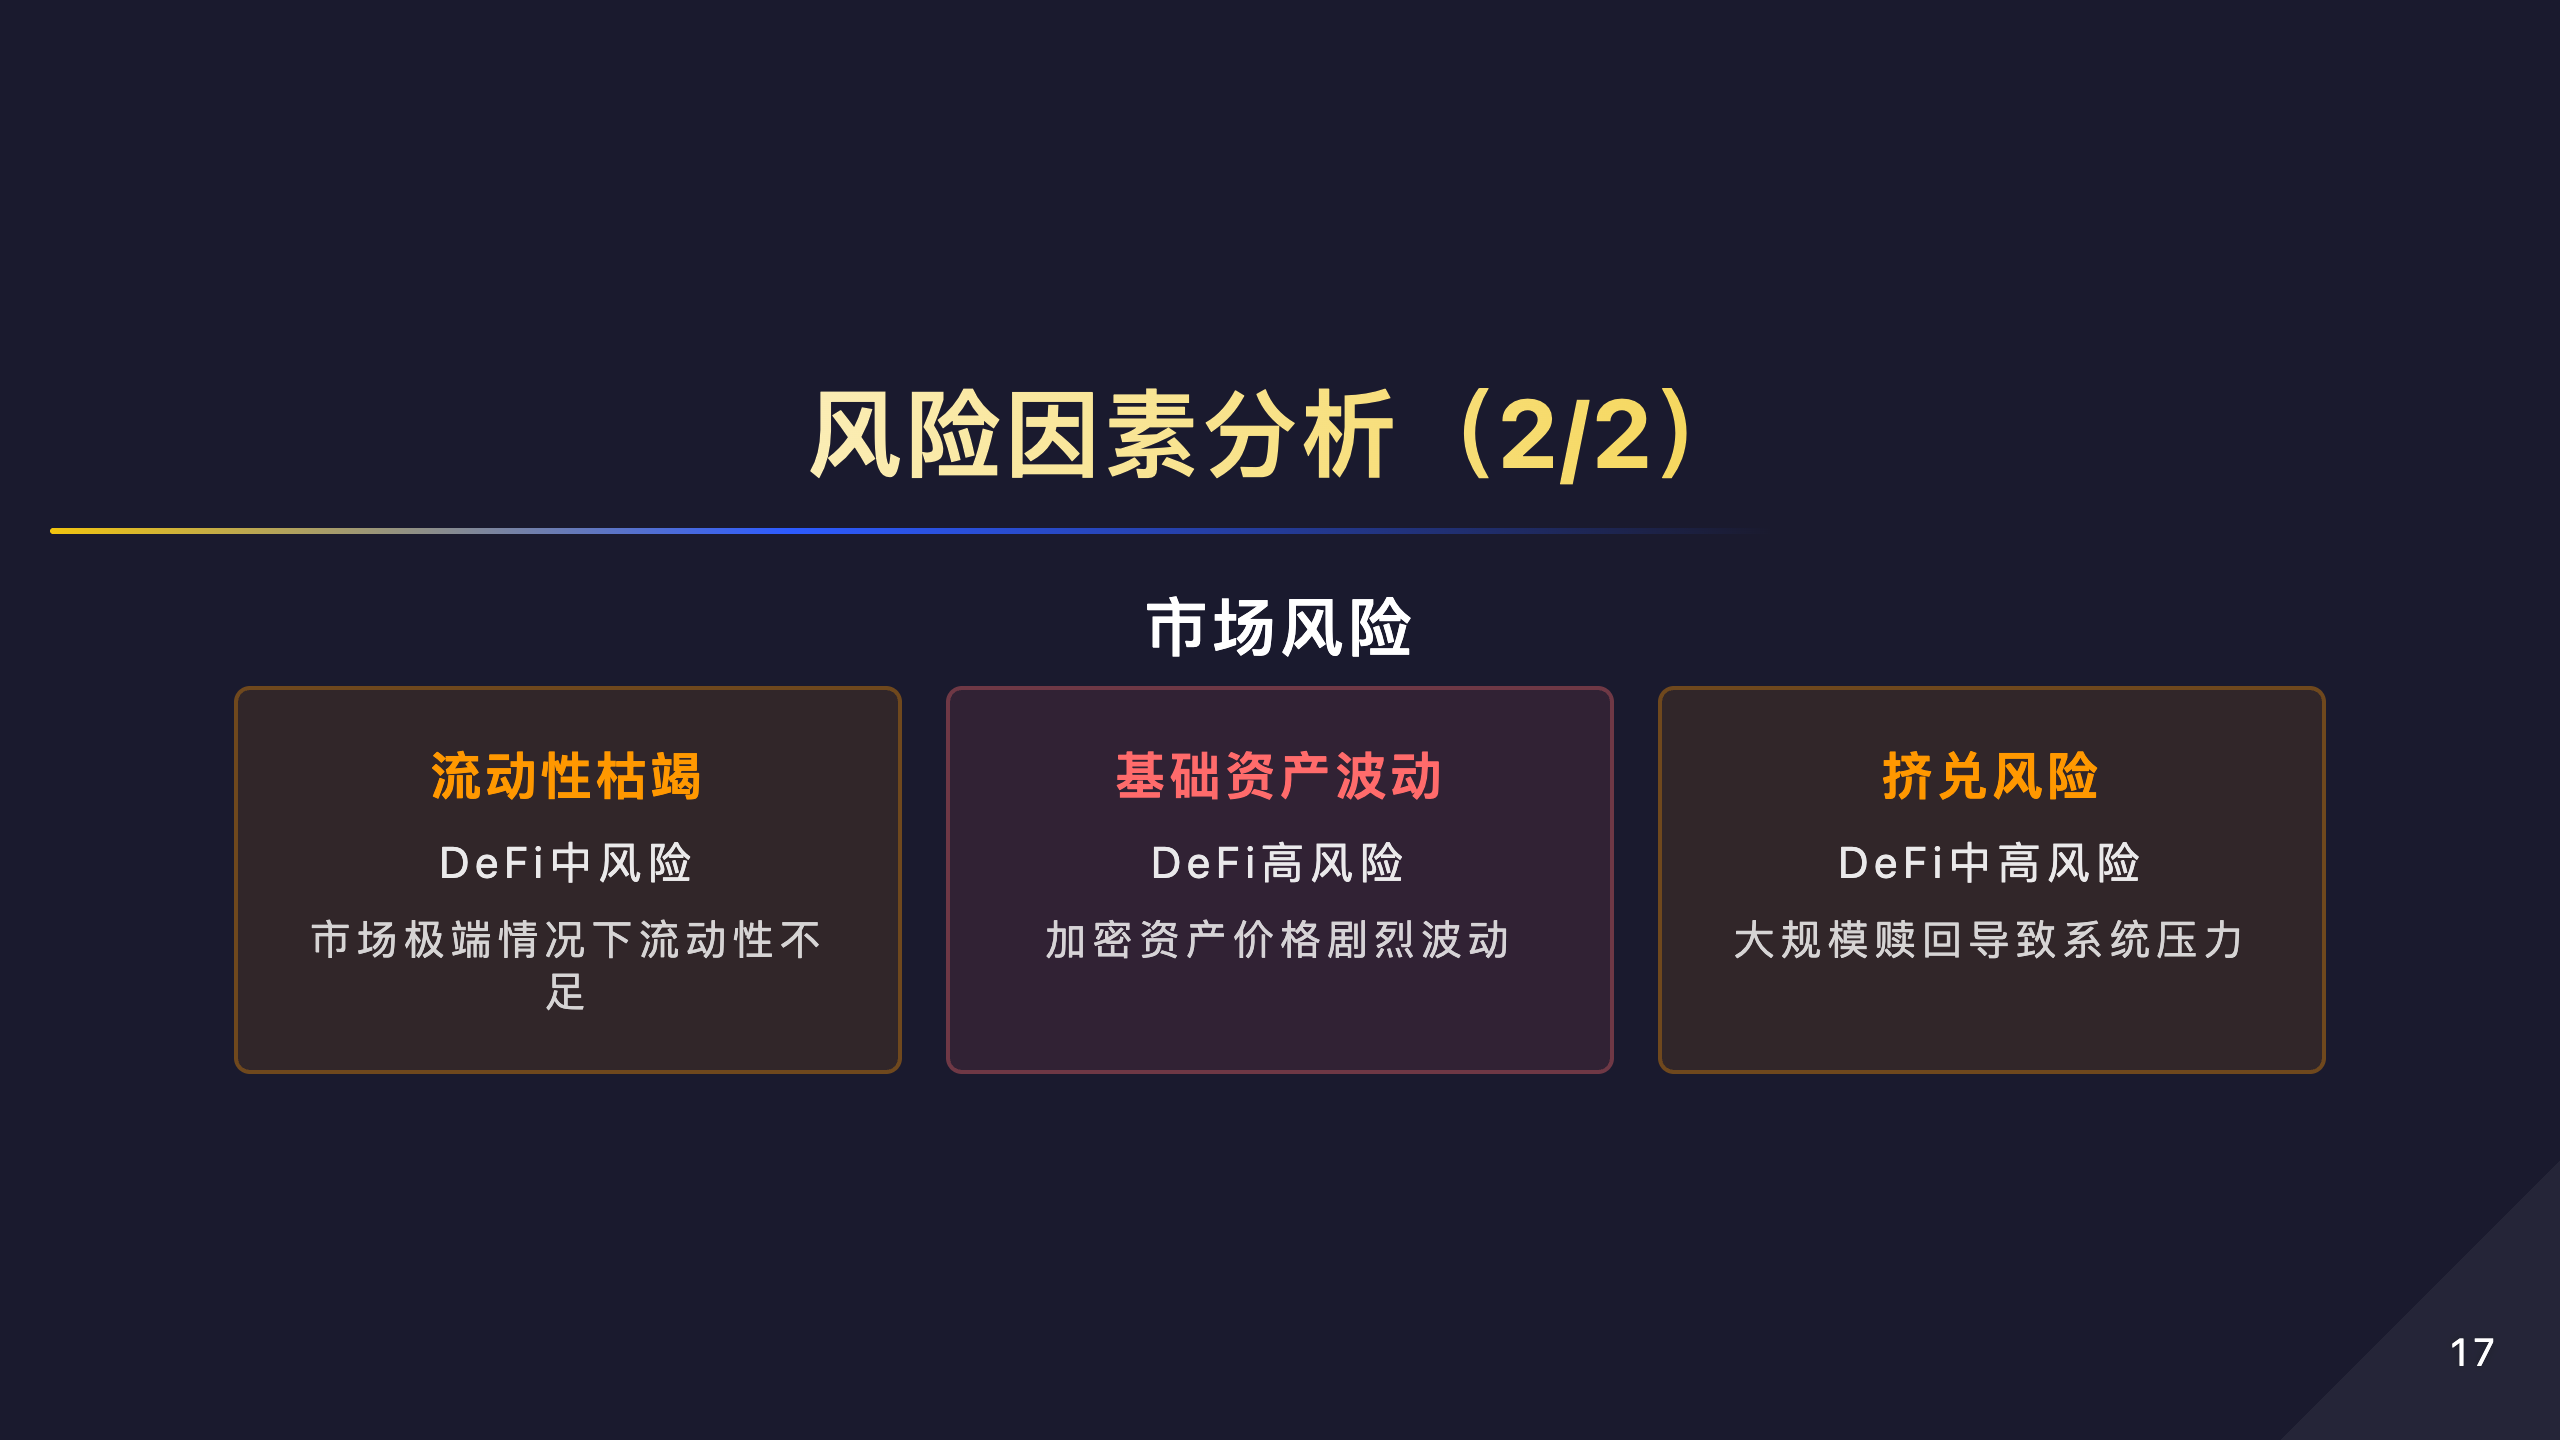 风险因素分析（2/2）
市场风险
流动性枯竭
DeFi中风险
市场极端情况下流动性不
足
基础资产波动
DeFi高风险
加密资产价格剧烈波动
挤兑风险
DeFi中高风险
大规模赎回导致系统压力
17